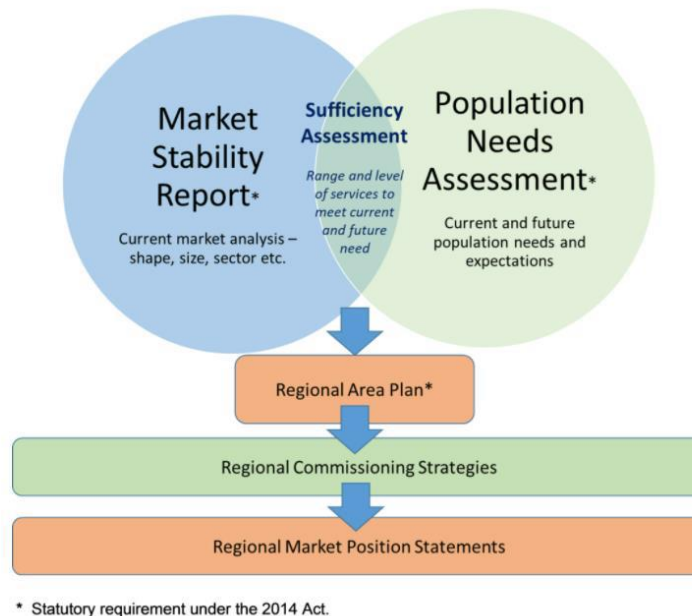 Market
Stability
Report*
Current market analysis –
shape, size, sector etc.
Sufficiency
Assessment
Range and level
of services to
meet current
and future
need
Population
Needs
Assessment*
Current and future
population needs and
expectations
Regional Area Plan*
Regional Commissioning Strategies
Regional Market Position Statements
* Statutory requirement under the 2014 Act.